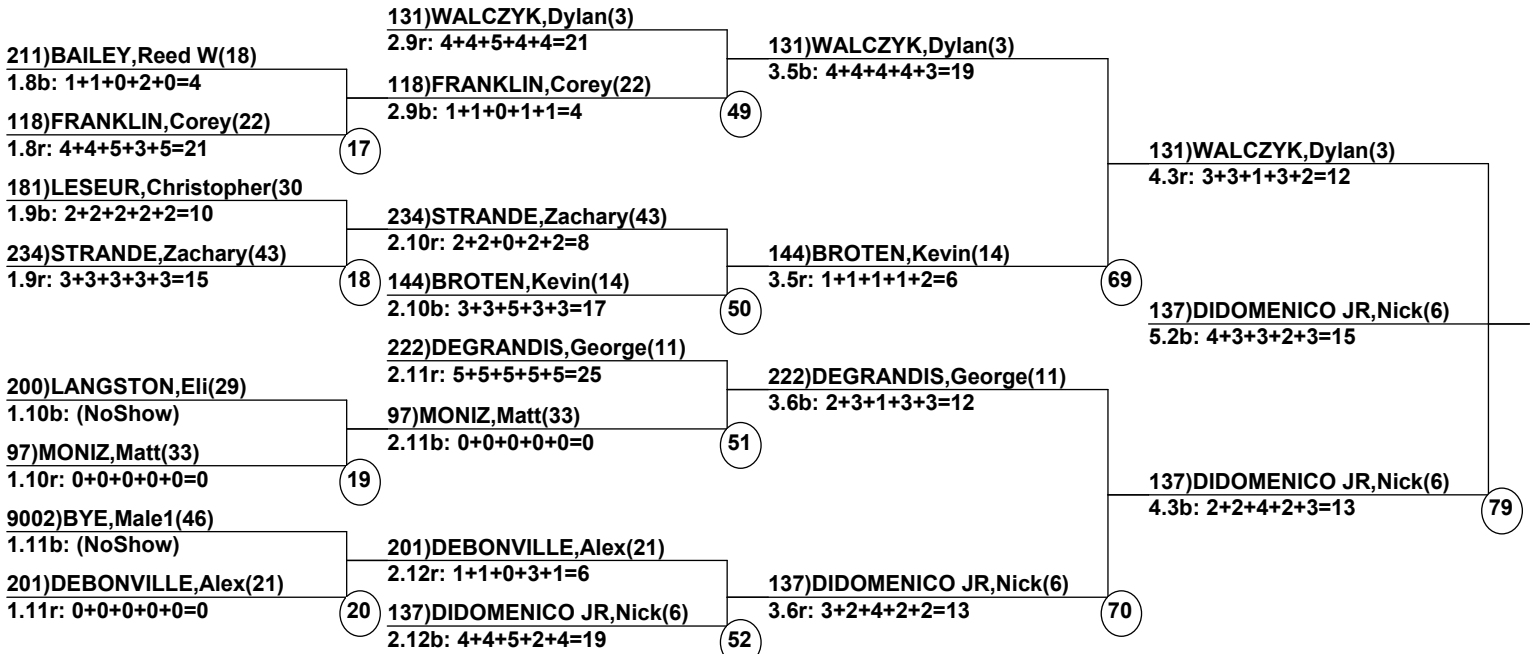 211)BAILEY,Reed W(18)
1.8b: 1+1+0+2+0=4
118)FRANKLIN,Corey(22)
1.8r: 4+4+5+3+5=21
17
181)LESEUR,Christopher(30
1.9b: 2+2+2+2+2=10
234)STRANDE,Zachary(43)
1.9r: 3+3+3+3+3=15
18
200)LANGSTON,Eli(29)
1.10b: (NoShow)
97)MONIZ,Matt(33)
1.10r: 0+0+0+0+0=0
19
9002)BYE,Male1(46)
1.11b: (NoShow)
201)DEBONVILLE,Alex(21)
1.11r: 0+0+0+0+0=0
20
131)WALCZYK,Dylan(3)
2.9r: 4+4+5+4+4=21
118)FRANKLIN,Corey(22)
2.9b: 1+1+0+1+1=4
49
234)STRANDE,Zachary(43)
2.10r: 2+2+0+2+2=8
144)BROTEN,Kevin(14)
2.10b: 3+3+5+3+3=17
50
222)DEGRANDIS,George(11)
2.11r: 5+5+5+5+5=25
97)MONIZ,Matt(33)
2.11b: 0+0+0+0+0=0
51
201)DEBONVILLE,Alex(21)
2.12r: 1+1+0+3+1=6
137)DIDOMENICO JR,Nick(6)
2.12b: 4+4+5+2+4=19
52
131)WALCZYK,Dylan(3)
3.5b: 4+4+4+4+3=19
144)BROTEN,Kevin(14)
3.5r: 1+1+1+1+2=6
69
222)DEGRANDIS,George(11)
3.6b: 2+3+1+3+3=12
137)DIDOMENICO JR,Nick(6)
3.6r: 3+2+4+2+2=13
70
131)WALCZYK,Dylan(3)
4.3r: 3+3+1+3+2=12
137)DIDOMENICO JR,Nick(6)
4.3b: 2+2+4+2+3=13
79
137)DIDOMENICO JR,Nick(6)
5.2b: 4+3+3+2+3=15